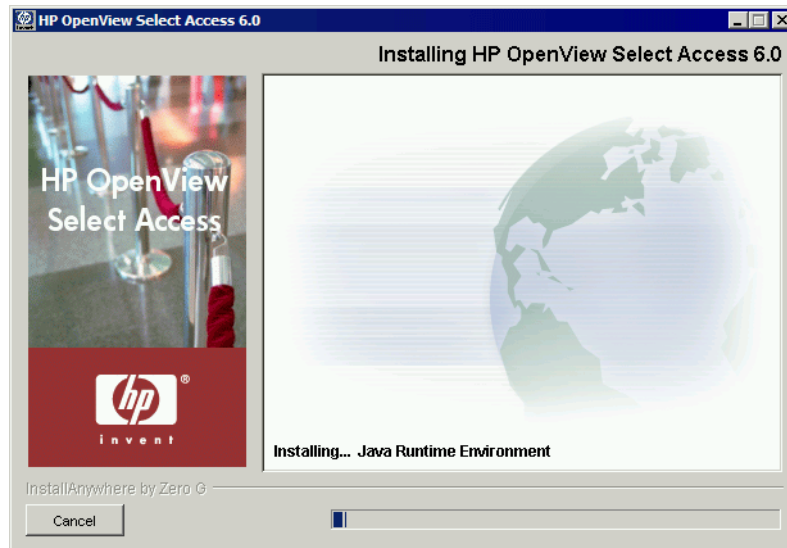 HP OpenView Select Access 6.0
Installing HP OpenView Select Access 6.0
HP OpenView
Select Access
hp
®
invent
Installing... Java Runtime Environment
InstallAnywhere by Zero G
Cancel